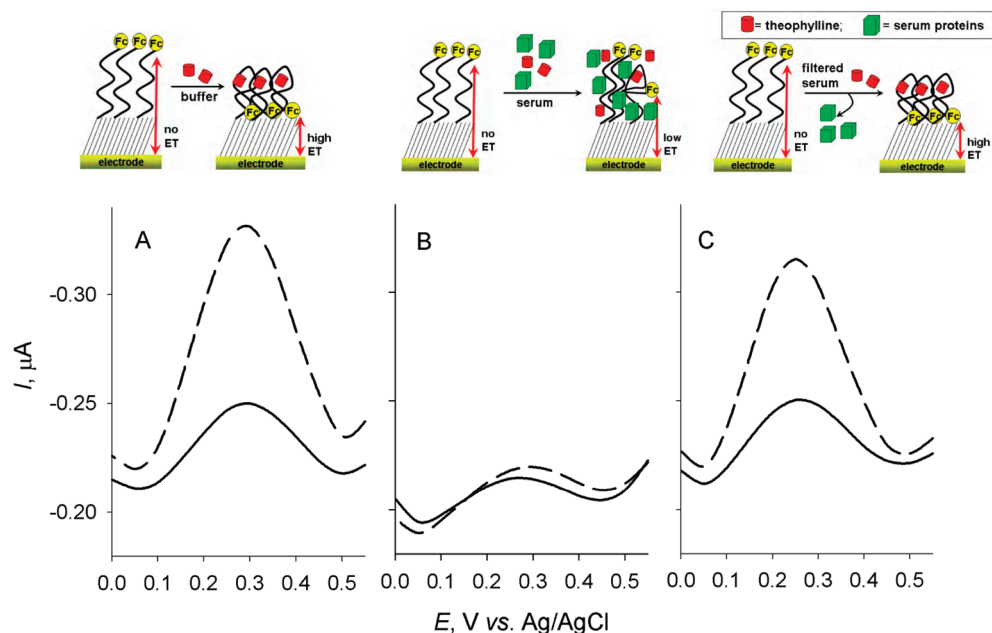 = theophylline; = serum proteins
Fc Fc Fc
buffer
no
ET
Fc Fc Fc
high
ET
electrode
electrode
Fc Fc Fc
serum
no
ET
Fc Fc
Fc
low
ET
electrode
electrode
Fc Fc Fc
filtered
serum
no
ET
Fc Fc Fc
high
ET
electrode
electrode
A
B
C
I, µA
-0.30
-0.25
-0.20
0.0 0.1 0.2 0.3 0.4 0.5
0.0 0.1 0.2 0.3 0.4 0.5
0.0 0.1 0.2 0.3 0.4 0.5
E, V vs. Ag/AgCl